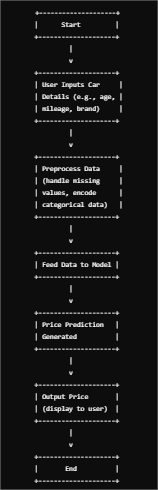 Start
User Inputs Car
Details (e.g., age,
mileage, brand)
Preprocess Data
(handle missing
values, encode
categorical data)
Feed Data to Model
Price Prediction
Generated
Output Price
(display to user)
End